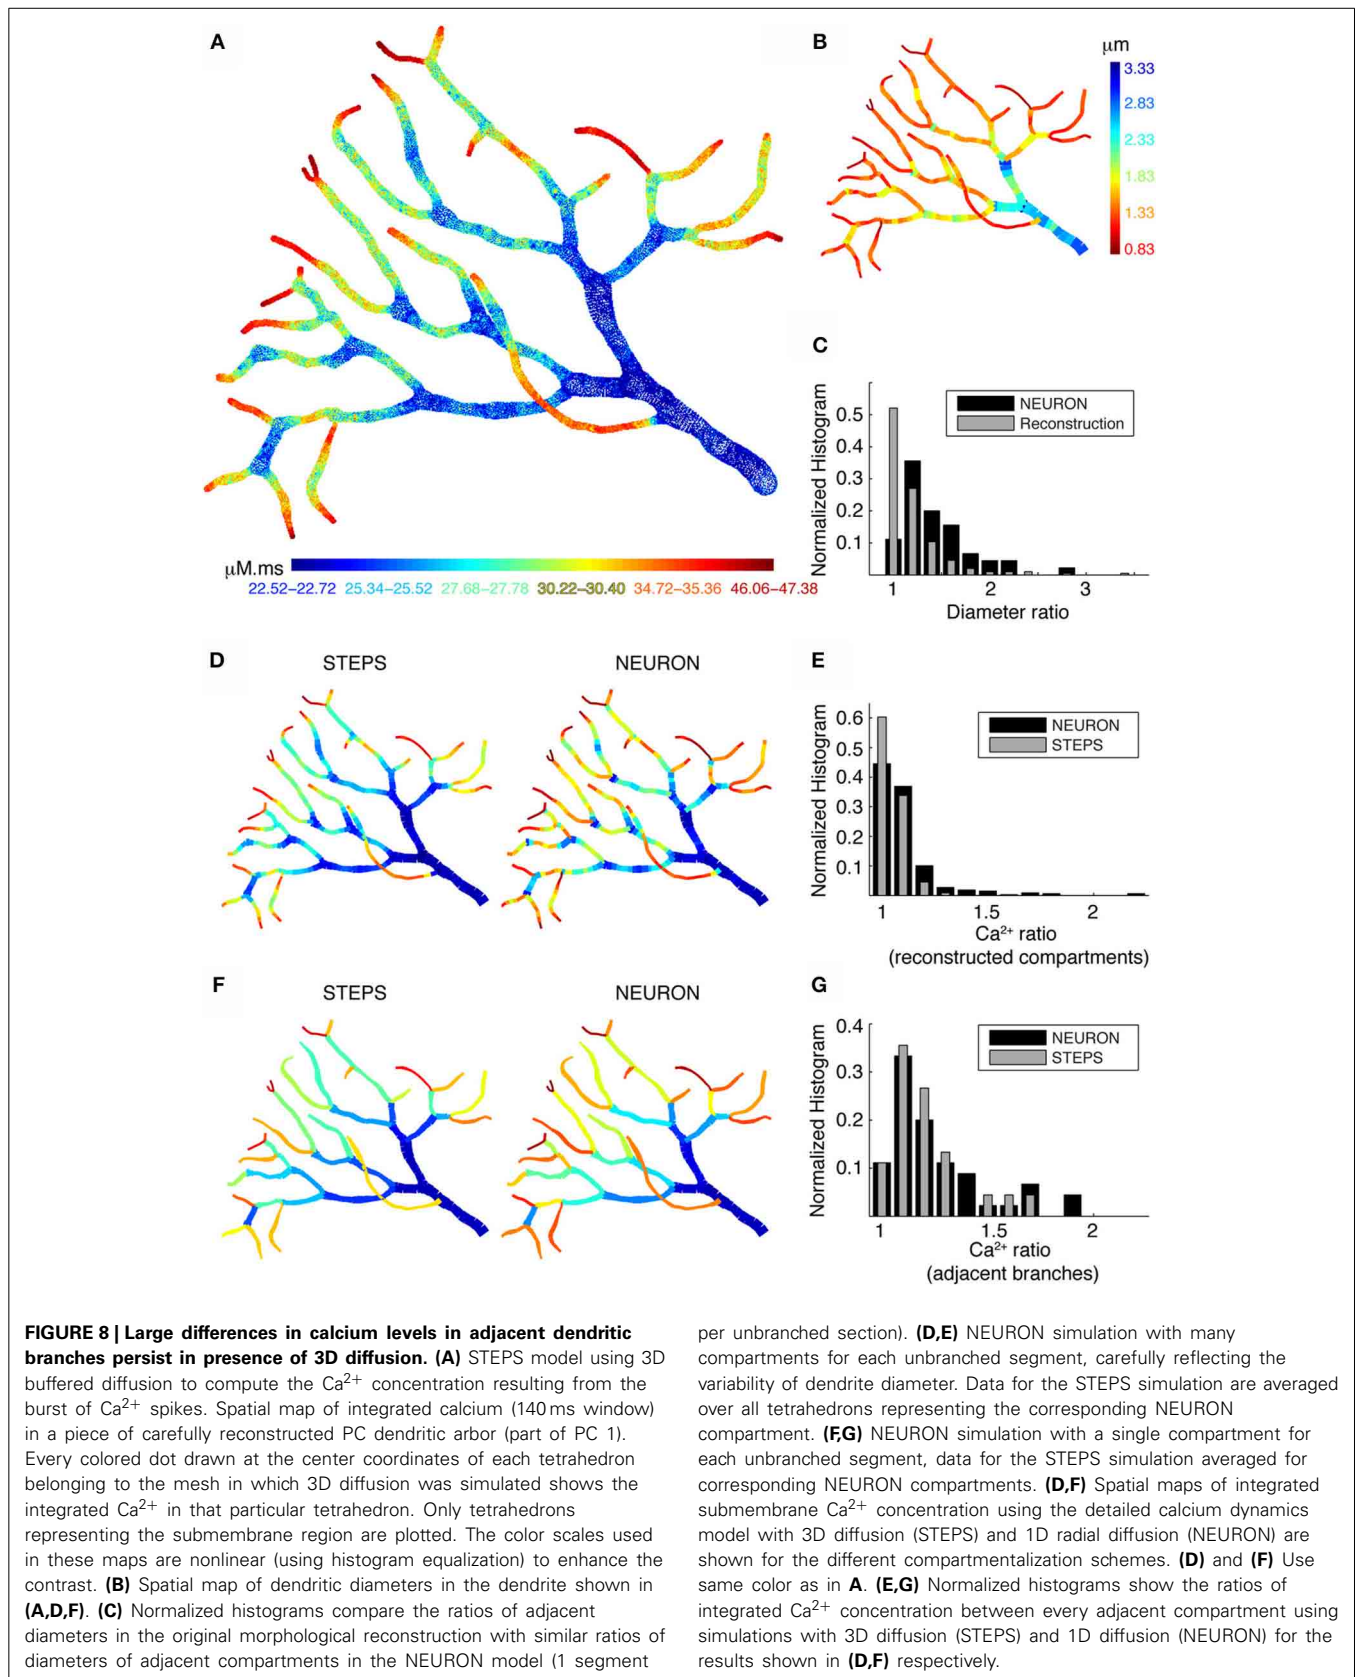 A
B
μm
3.33
2.83
2.33
1.83
1.33
0.83
C
Normalized Histogram
0.5
0.4
0.3
0.2
0.1
NEURON
Reconstruction
1
2
3
Diameter ratio
μM.ms
22.52–22.72 25.34–25.52 27.68–27.78 30.22–30.40 34.72–35.36 46.06–47.38
D
STEPS
NEURON
E
Normalized Histogram
0.6
0.5
0.4
0.3
0.2
0.1
NEURON
STEPS
1
1.5
2
Ca²⁺ ratio
(reconstructed compartments)
F
STEPS
NEURON
G
Normalized Histogram
0.4
0.3
0.2
0.1
NEURON
STEPS
1
1.5
2
Ca²⁺ ratio
(adjacent branches)
FIGURE 8 | Large differences in calcium levels in adjacent dendritic
branches persist in presence of 3D diffusion. (A) STEPS model using 3D
buffered diffusion to compute the Ca²⁺ concentration resulting from the
burst of Ca²⁺ spikes. Spatial map of integrated calcium (140 ms window)
in a piece of carefully reconstructed PC dendritic arbor (part of PC 1).
Every colored dot drawn at the center coordinates of each tetrahedron
belonging to the mesh in which 3D diffusion was simulated shows the
integrated Ca²⁺ in that particular tetrahedron. Only tetrahedrons
representing the submembrane region are plotted. The color scales used
in these maps are nonlinear (using histogram equalization) to enhance the
contrast. (B) Spatial map of dendritic diameters in the dendrite shown in
(A,D,F). (C) Normalized histograms compare the ratios of adjacent
diameters in the original morphological reconstruction with similar ratios of
diameters of adjacent compartments in the NEURON model (1 segment
per unbranched section). (D,E) NEURON simulation with many
compartments for each unbranched segment, carefully reflecting the
variability of dendrite diameter. Data for the STEPS simulation are averaged
over all tetrahedrons representing the corresponding NEURON
compartment. (F,G) NEURON simulation with a single compartment for
each unbranched segment, data for the STEPS simulation averaged for
corresponding NEURON compartments. (D,F) Spatial maps of integrated
submembrane Ca²⁺ concentration using the detailed calcium dynamics
model with 3D diffusion (STEPS) and 1D radial diffusion (NEURON) are
shown for the different compartmentalization schemes. (D) and (F) Use
same color as in A. (E,G) Normalized histograms show the ratios of
integrated Ca²⁺ concentration between every adjacent compartment using
simulations with 3D diffusion (STEPS) and 1D diffusion (NEURON) for the
results shown in (D,F) respectively.